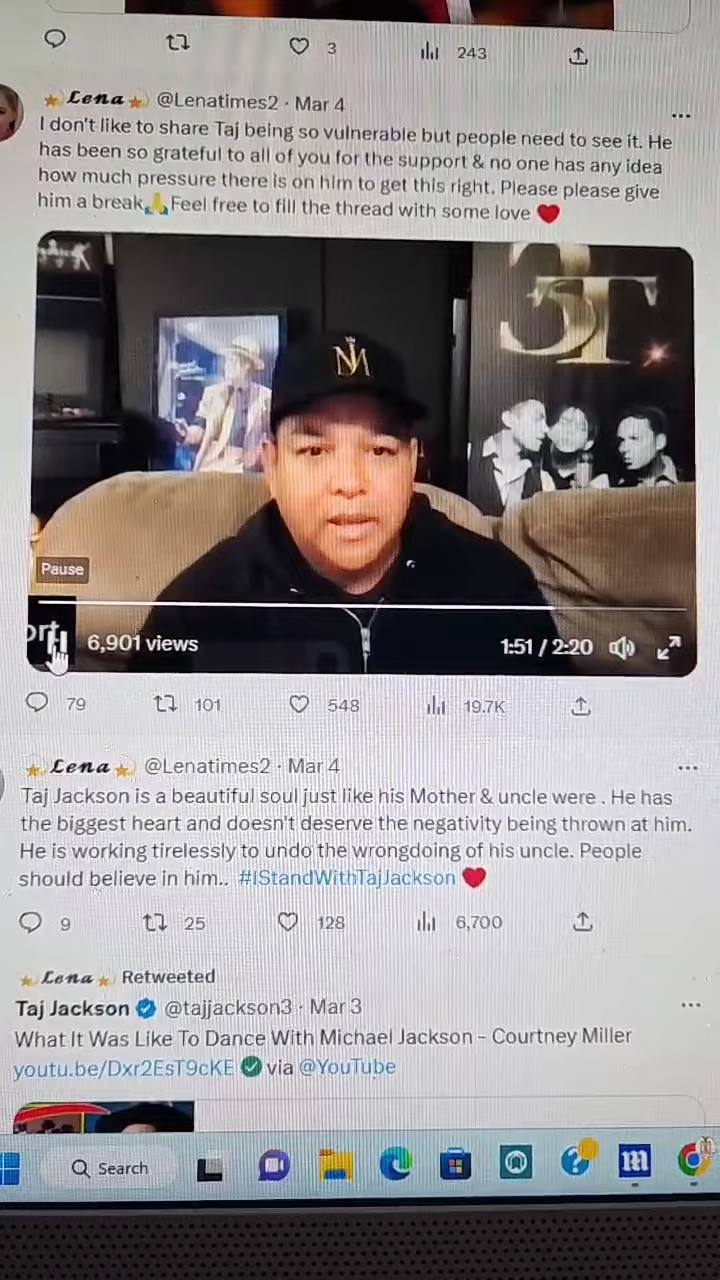 3 243
⭐ Lena ⭐ @Lenatimes2 · Mar 4 ...
I don't like to share Taj being so vulnerable but people need to see it. He
has been so grateful to all of you for the support & no one has any idea
how much pressure there is on him to get this right. Please please give
him a break🙏Feel free to fill the thread with some love ❤️
3T
Pause
6,901 views 1:51 / 2:20
79 101 548 19.7K
⭐ Lena ⭐ @Lenatimes2 · Mar 4 ...
Taj Jackson is a beautiful soul just like his Mother & uncle were . He has
the biggest heart and doesn't deserve the negativity being thrown at him.
He is working tirelessly to undo the wrongdoing of his uncle. People
should believe in him.. #IStandWithTajJackson ❤️
9 25 128 6,700
⭐ Lena ⭐ Retweeted
Taj Jackson @tajjackson3 · Mar 3 ...
What It Was Like To Dance With Michael Jackson - Courtney Miller
youtu.be/Dxr2EsT9cKE via @YouTube
Search